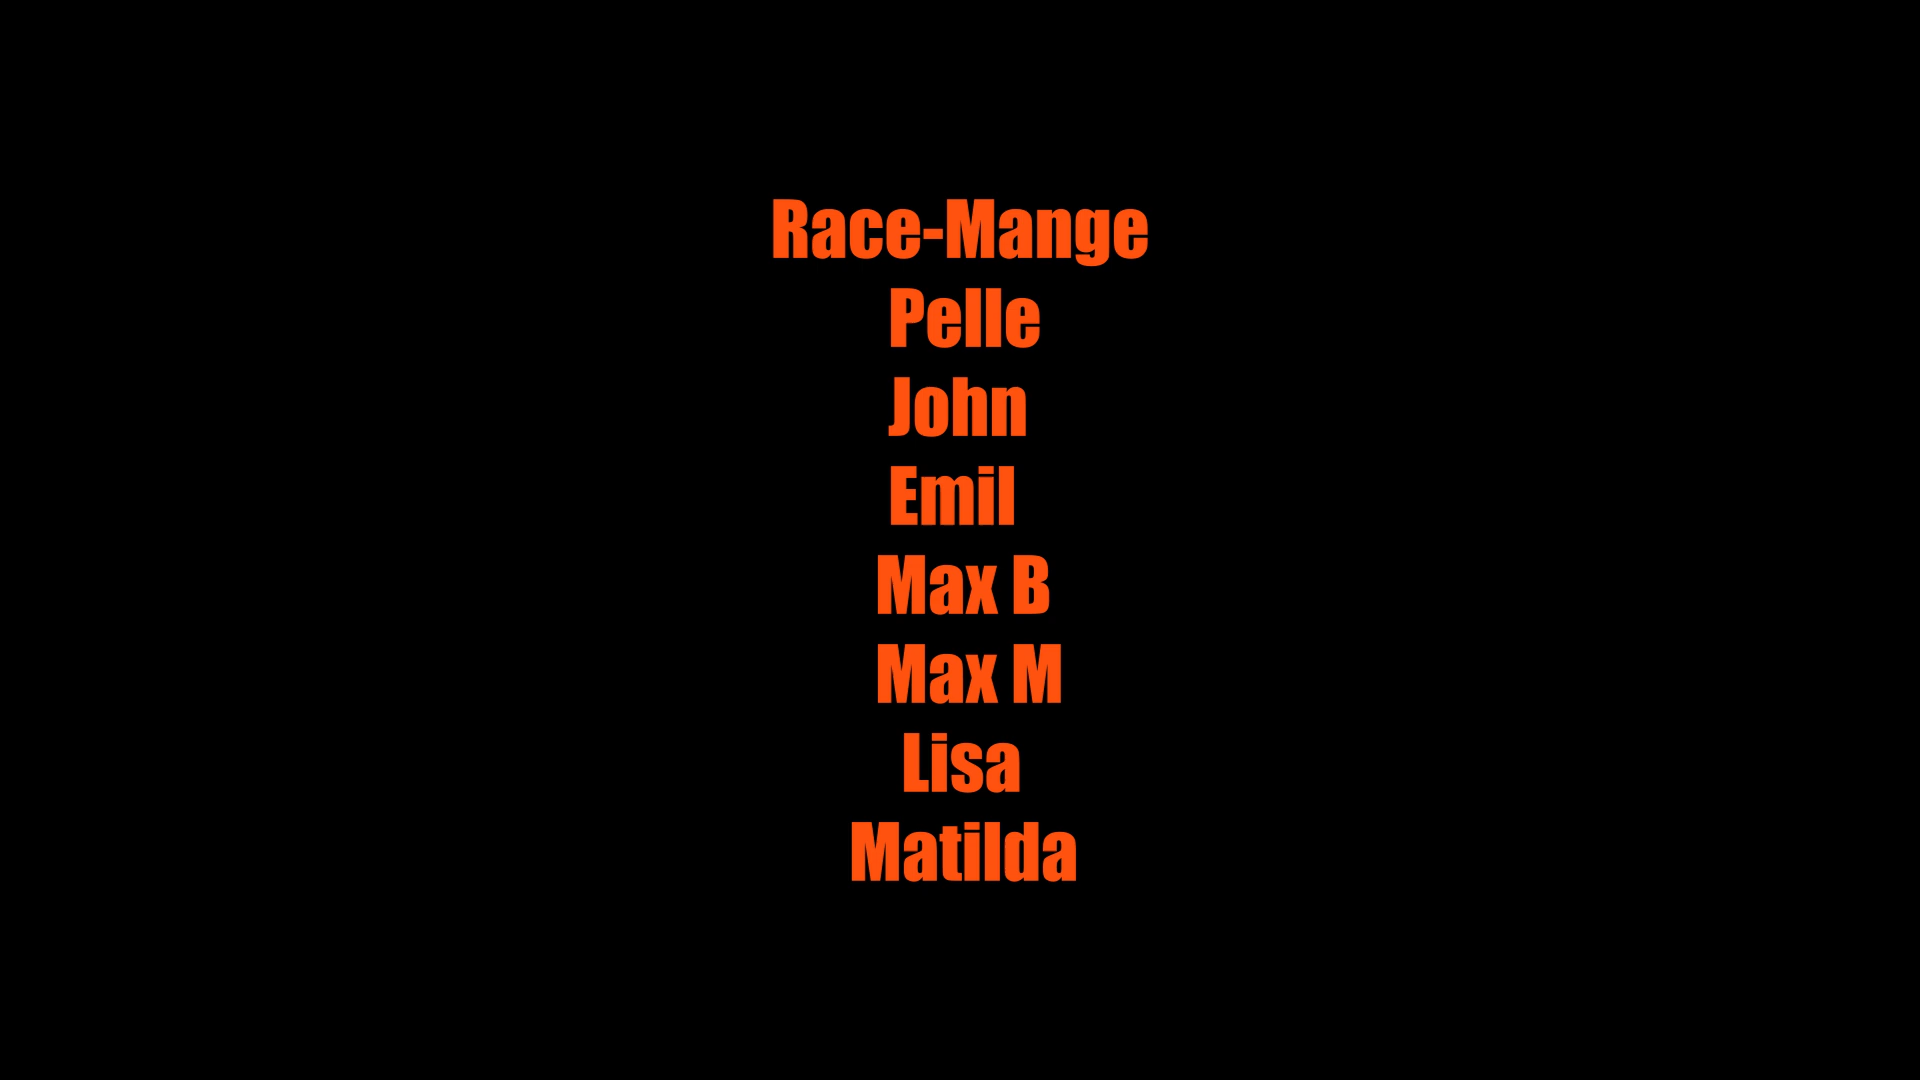 Race-Mange
Pelle
John
Emil
Max B
Max M
Lisa
Matilda